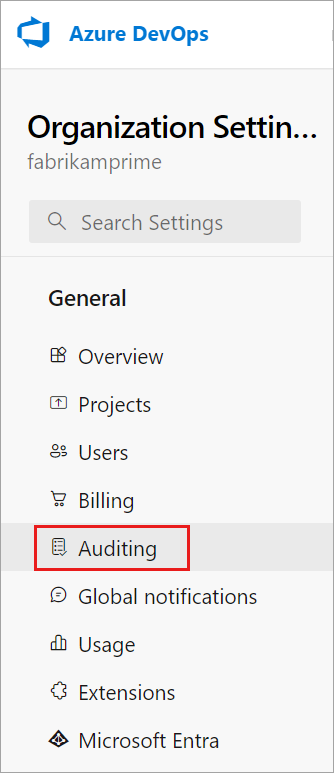 Azure DevOps
Organization Settin...
fabrikamprime
Search Settings
General
Overview
Projects
Users
Billing
Auditing
Global notifications
Usage
Extensions
Microsoft Entra